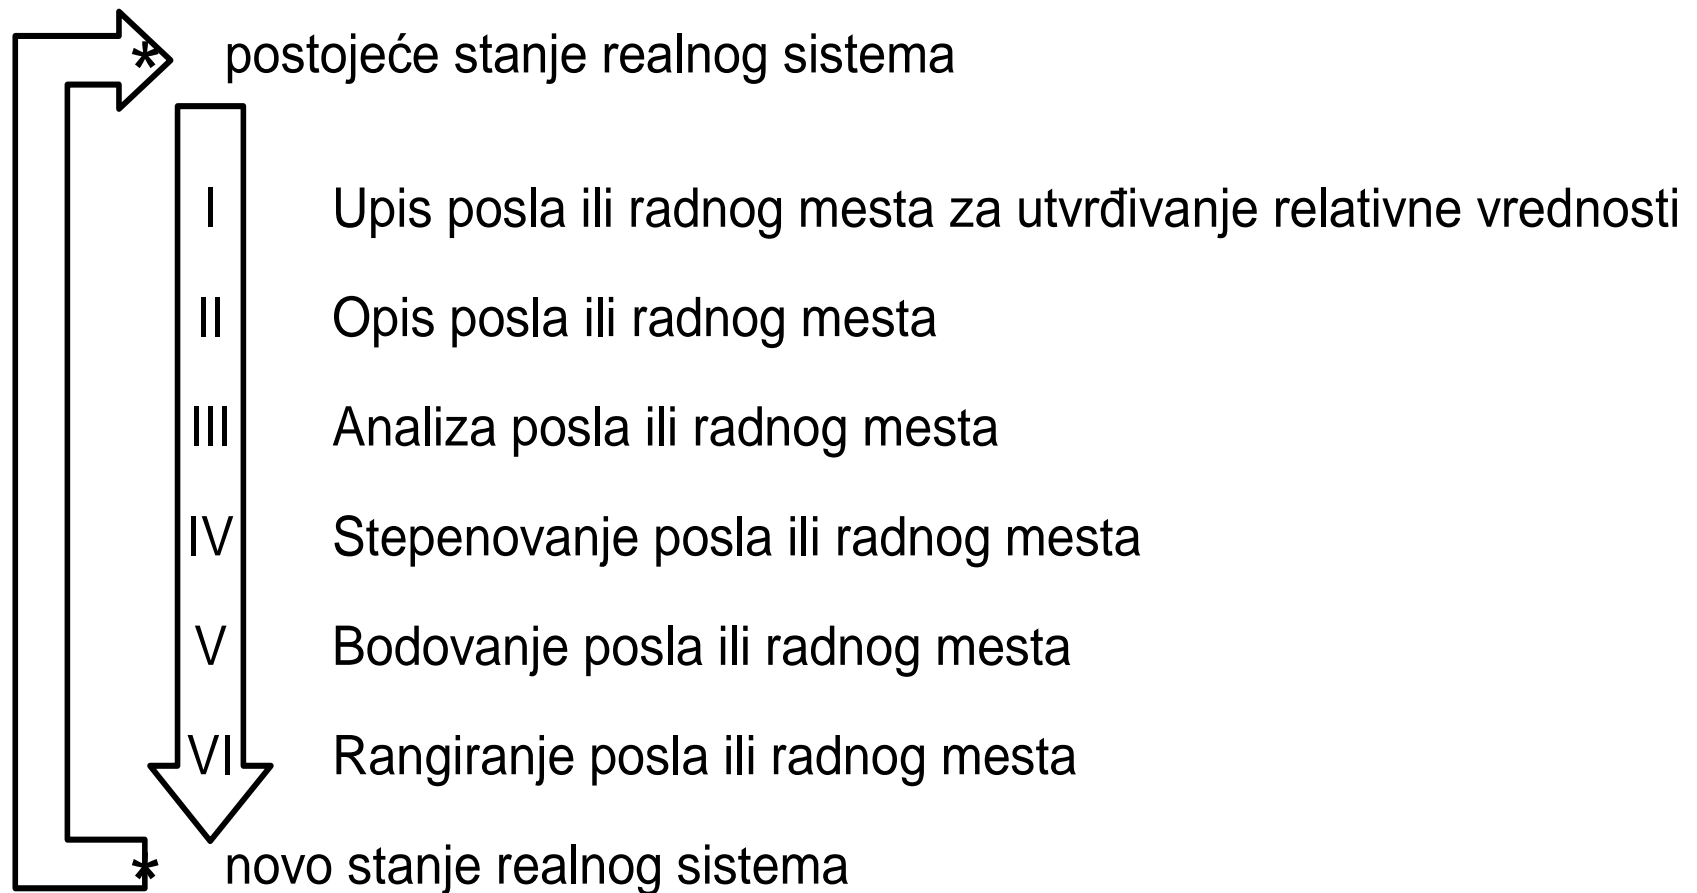 * postojeće stanje realnog sistema
I Upis posla ili radnog mesta za utvrđivanje relativne vrednosti
II Opis posla ili radnog mesta
III Analiza posla ili radnog mesta
IV Stepenovanje posla ili radnog mesta
V Bodovanje posla ili radnog mesta
VI Rangiranje posla ili radnog mesta
* novo stanje realnog sistema